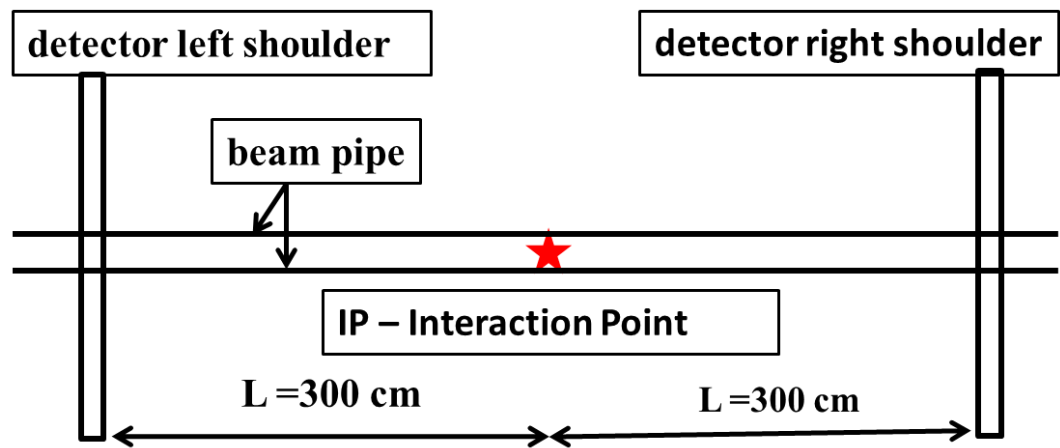 detector left shoulder
detector right shoulder
beam pipe
IP – Interaction Point
L =300 cm
L =300 cm